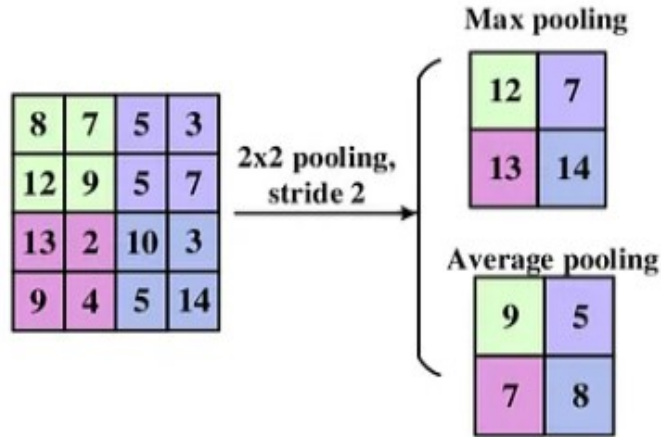 Max pooling
12 7
13 14
8 7 5 3
12 9 5 7
13 2 10 3
9 4 5 14
2x2 pooling,
stride 2
Average pooling
9 5
7 8